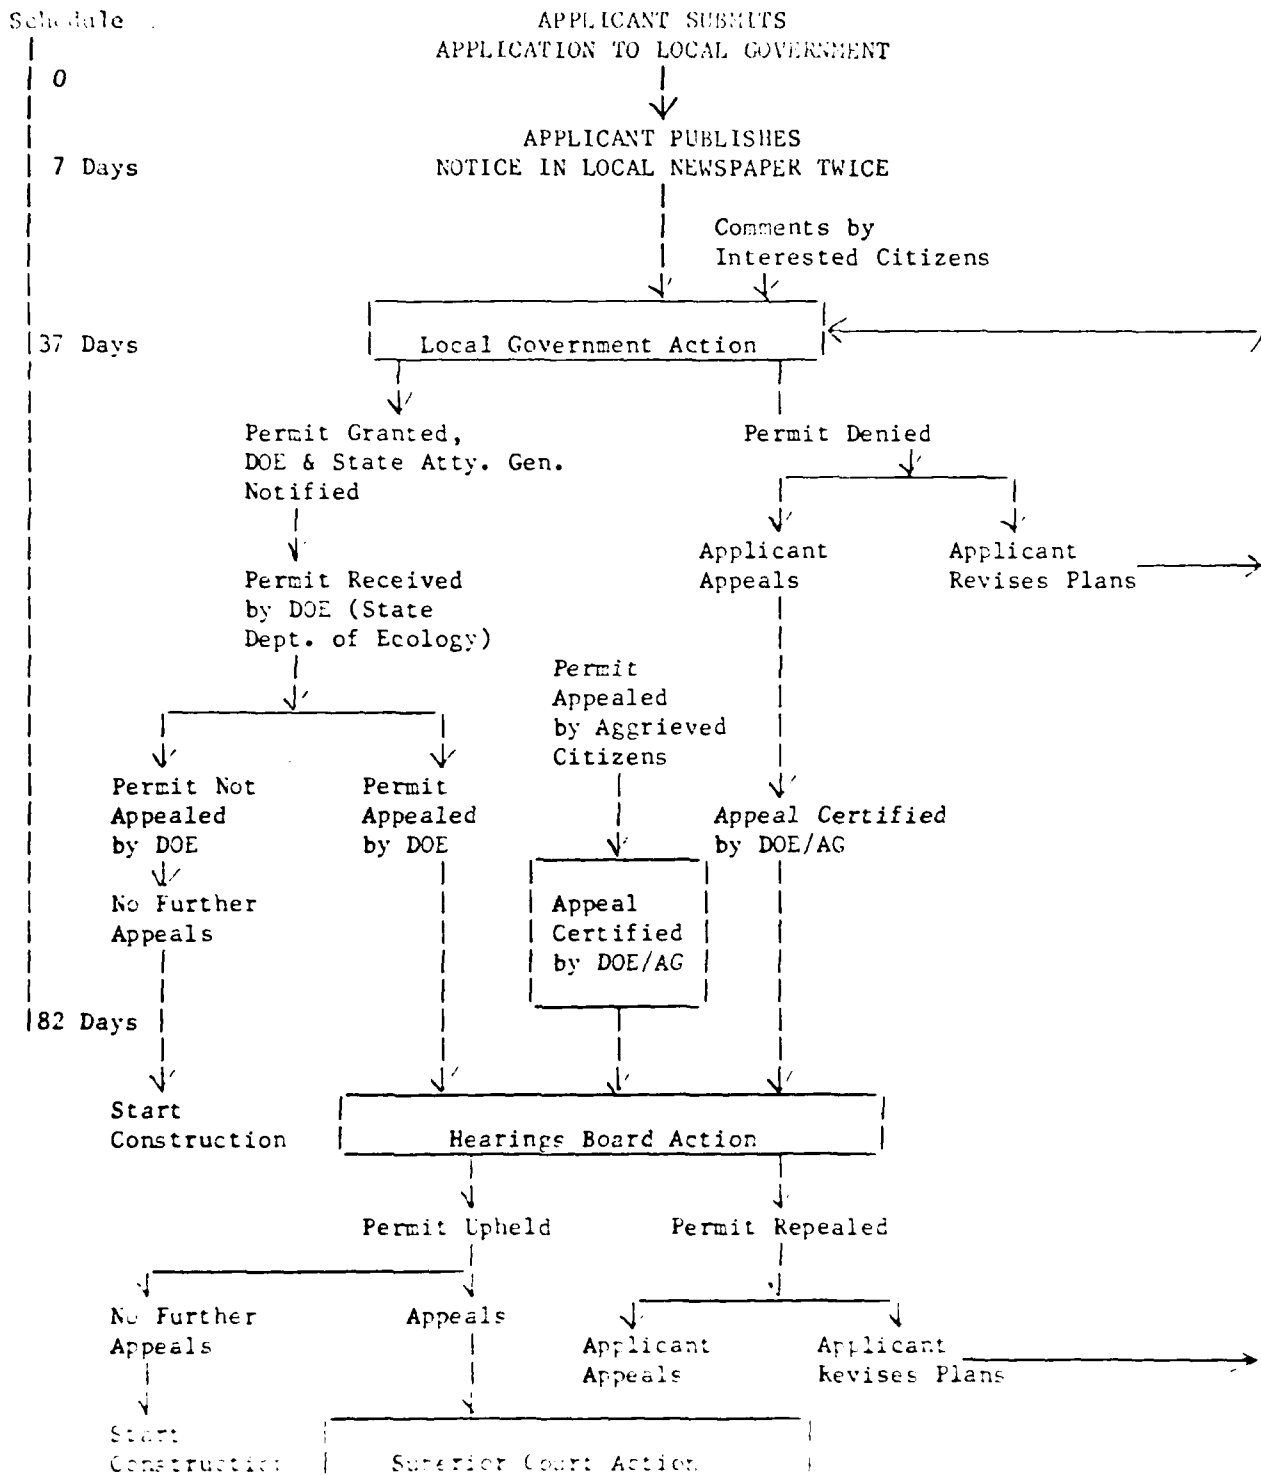 Schedule
APPLICANT SUBMITS
APPLICATION TO LOCAL GOVERNMENT
0
APPLICANT PUBLISHES
7 Days
NOTICE IN LOCAL NEWSPAPER TWICE
Comments by
Interested Citizens
37 Days
Local Government Action
Permit Granted,
DOE & State Atty. Gen.
Notified
Permit Denied
Applicant
Appeals
Applicant
Revises Plans
Permit Received
by DOE (State
Dept. of Ecology)
Permit
Appealed
by Aggrieved
Citizens
Permit Not
Appealed
by DOE
Permit
Appealed
by DOE
Appeal Certified
by DOE/AG
No Further
Appeals
Appeal
Certified
by DOE/AG
82 Days
Start
Construction
Hearings Board Action
Permit Upheld
Permit Repealed
No Further
Appeals
Appeals
Applicant
Appeals
Applicant
Revises Plans
Start
Construction
Superior Court Action